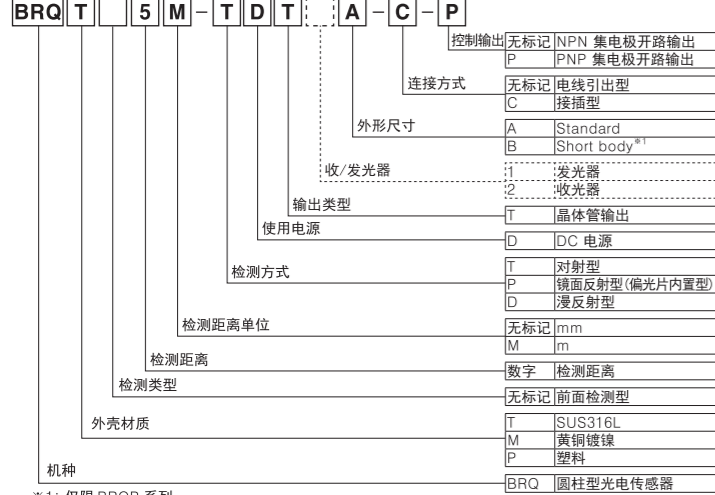 BRQ T 5 M - T D T A - C - P
控制输出 无标记 NPN 集电极开路输出
P PNP 集电极开路输出
连接方式 无标记 电线引出型
C 接插型
外形尺寸 A Standard
B Short body※1
收/发光器 1 发光器
2 收光器
输出类型 T 晶体管输出
使用电源 D DC 电源
检测方式 T 对射型
P 镜面反射型(偏光片内置型)
D 漫反射型
检测距离单位 无标记 mm
M m
检测距离 数字 检测距离
检测类型 无标记 前面检测型
外壳材质 T SUS316L
M 黄铜镀镍
P 塑料
机种 BRQ 圆柱型光电传感器
※1: 仅限 BRQP 系列